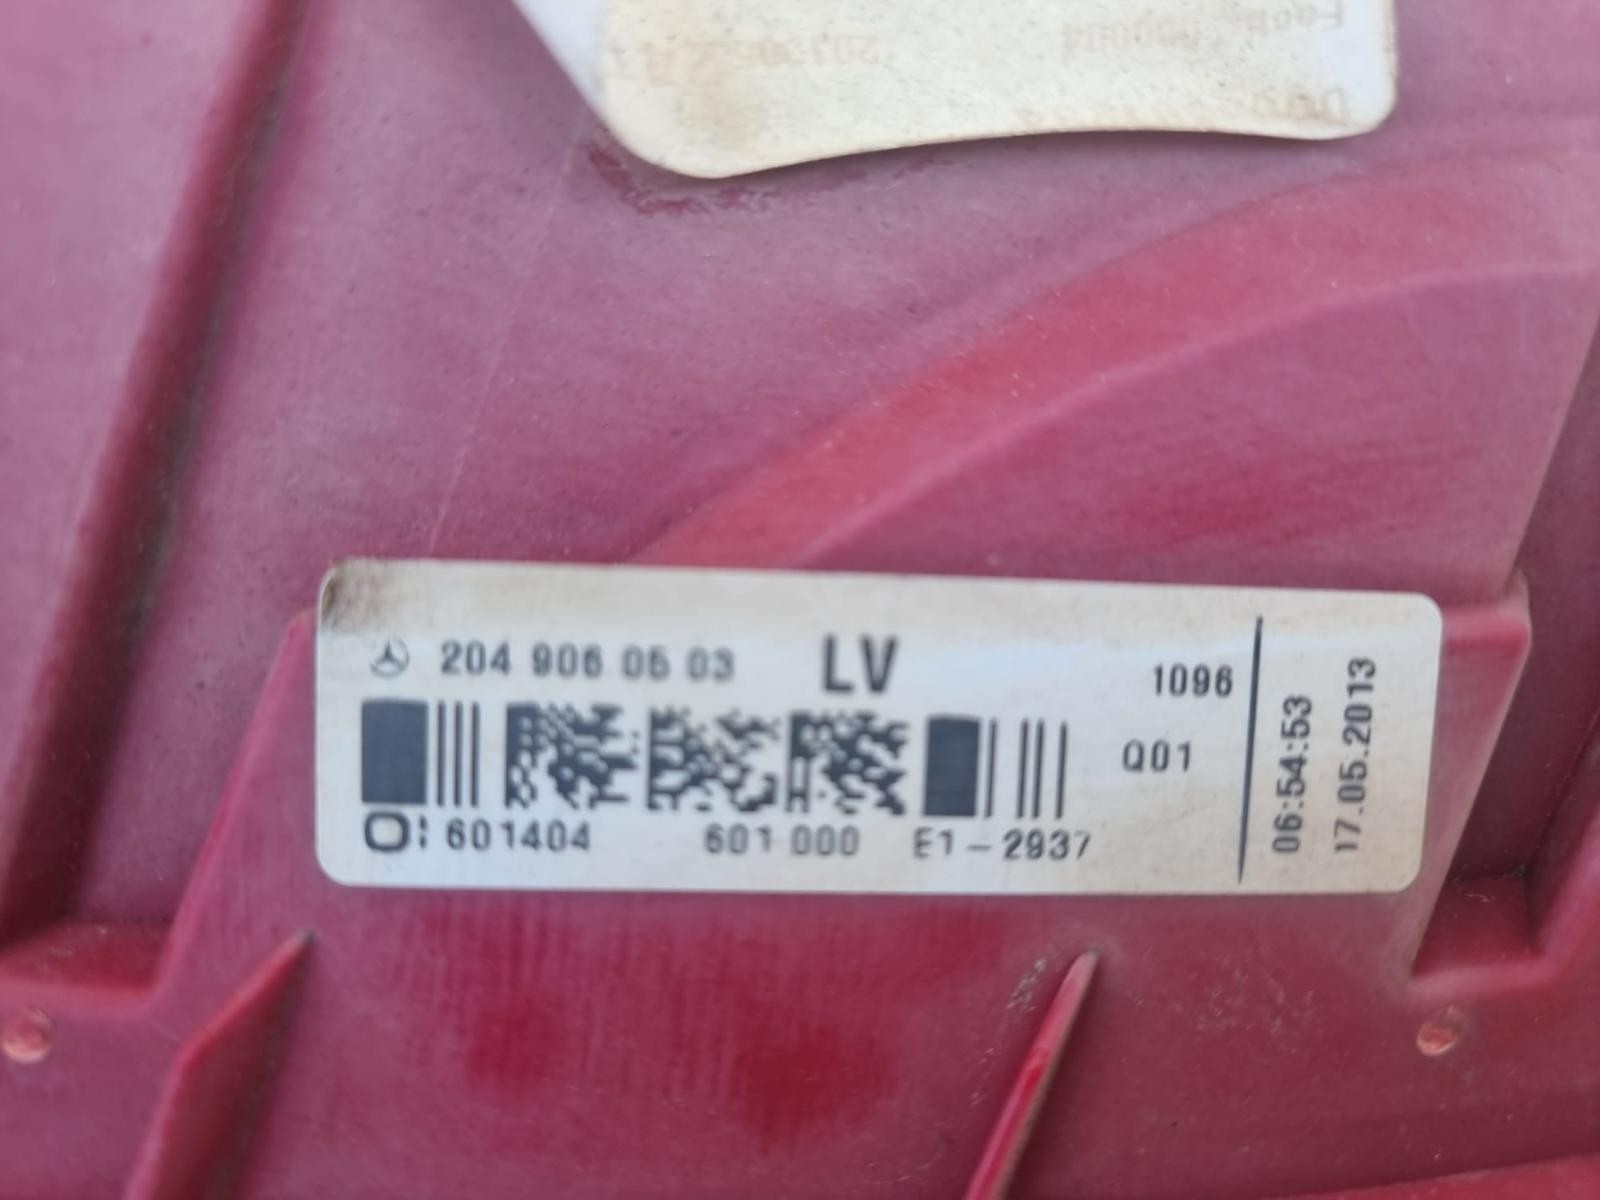 204 906 05 03 LV
1096
Q01
O: 601404 601 000 E1-2937
06:54:53
17.05.2013